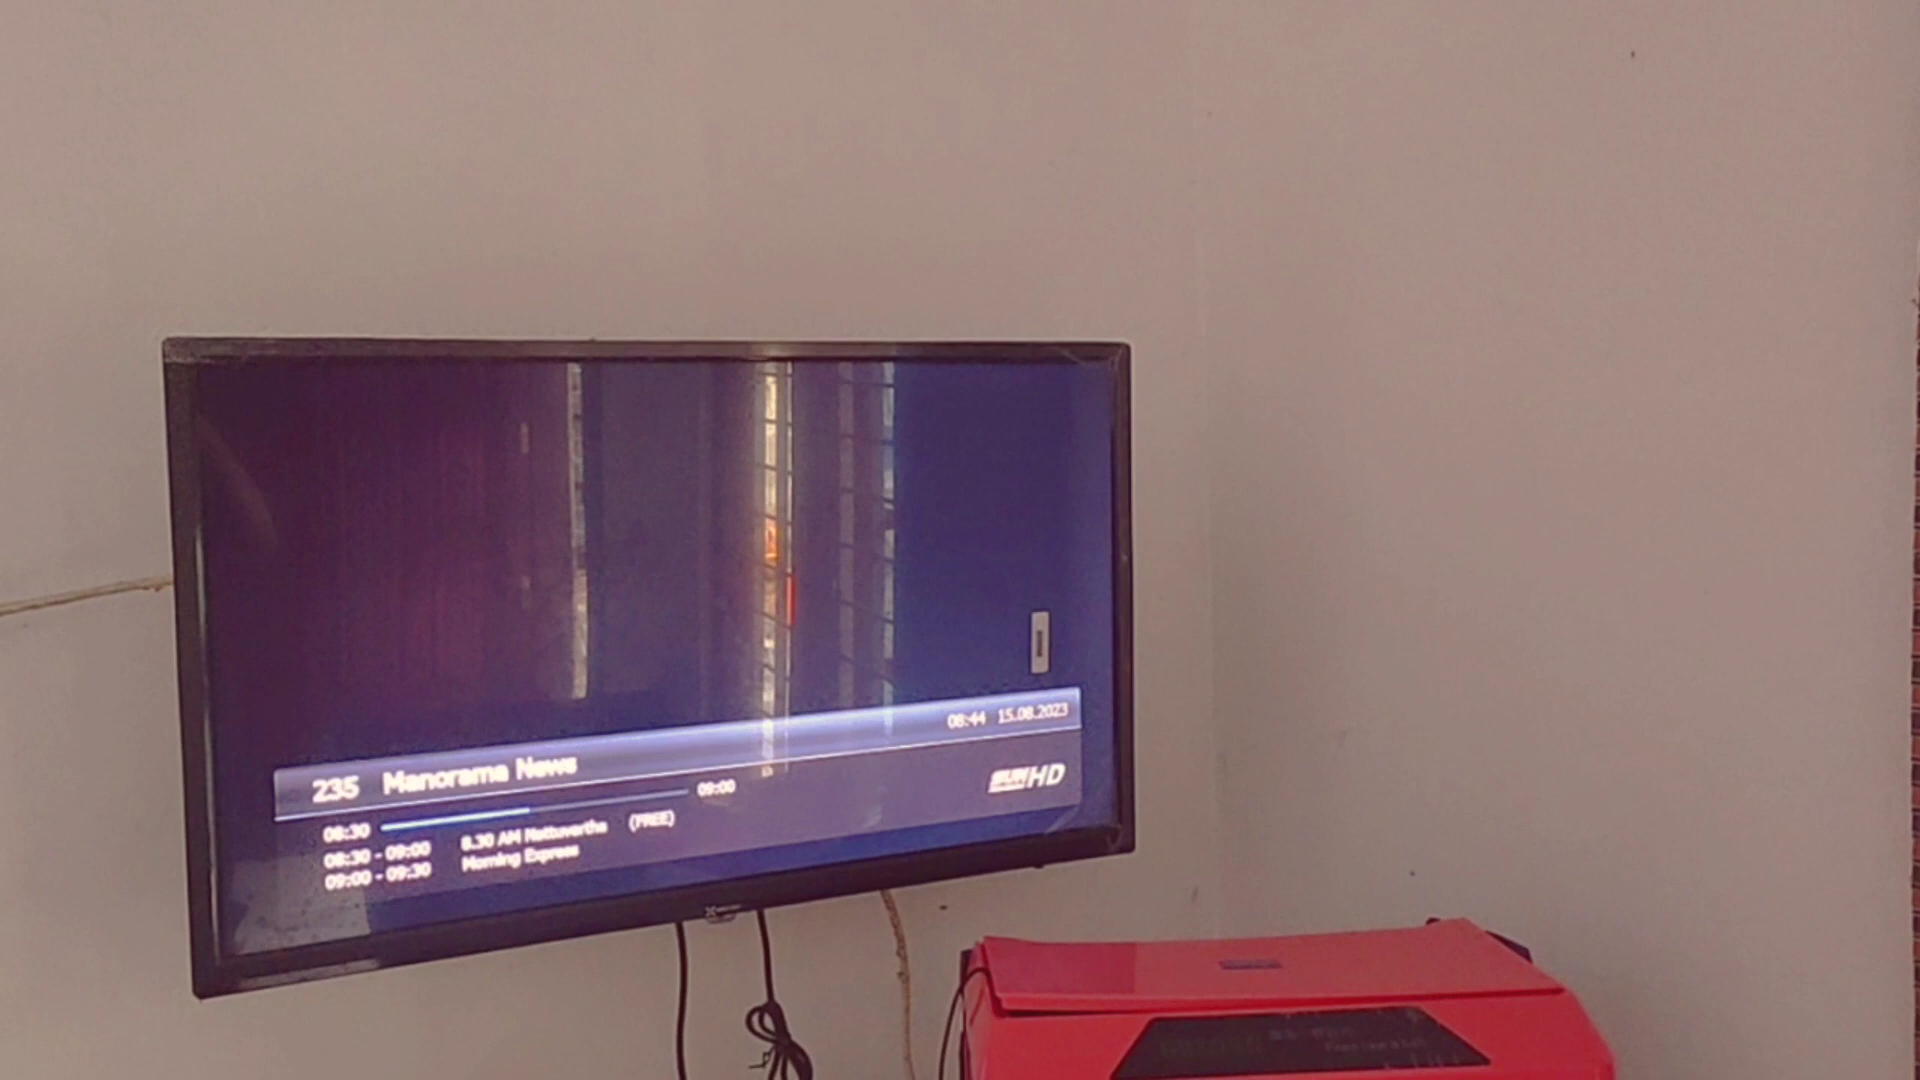 08:44 15.08.2023
235 Manorama News
HD
08:30 09:00
08:30 - 09:00 8.30 AM Nattuvartha (FREE)
09:00 - 09:30 Morning Express